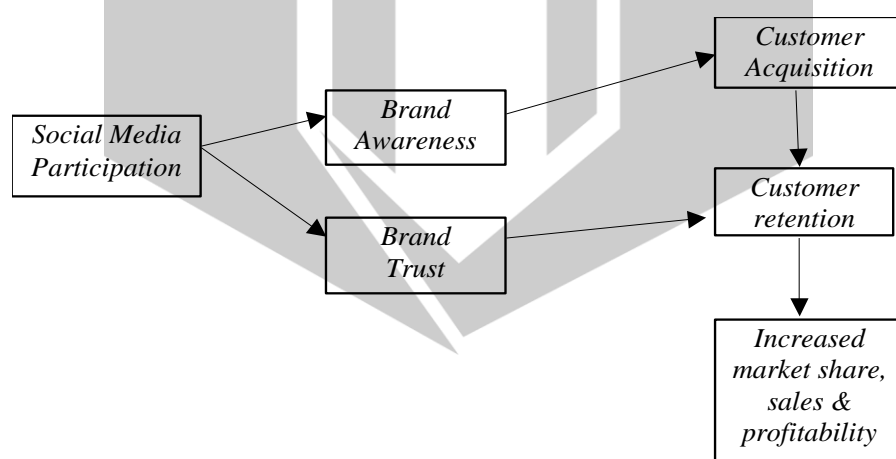 Customer
Acquisition
Brand
Awareness
Social Media
Participation
Customer
retention
Brand
Trust
Increased
market share,
sales &
profitability